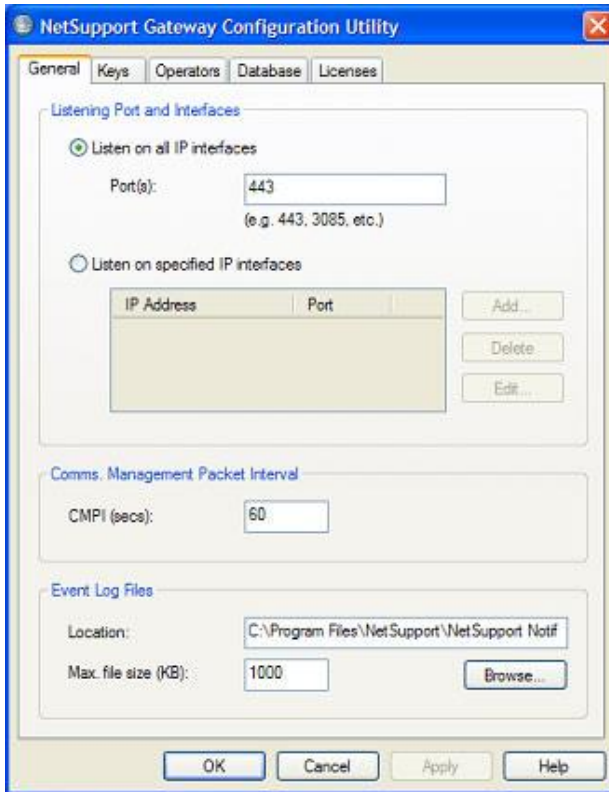 NetSupport Gateway Configuration Utility
General Keys Operators Database Licenses
Listening Port and Interfaces
Listen on all IP interfaces
Port(s): 443
(e.g. 443, 3085, etc.)
Listen on specified IP interfaces
IP Address Port
Add...
Delete
Edit...
Comms. Management Packet Interval
CMPI (secs): 60
Event Log Files
Location: C:\Program Files\NetSupport\NetSupport Notif
Max. file size (KB): 1000 Browse...
OK Cancel Apply Help